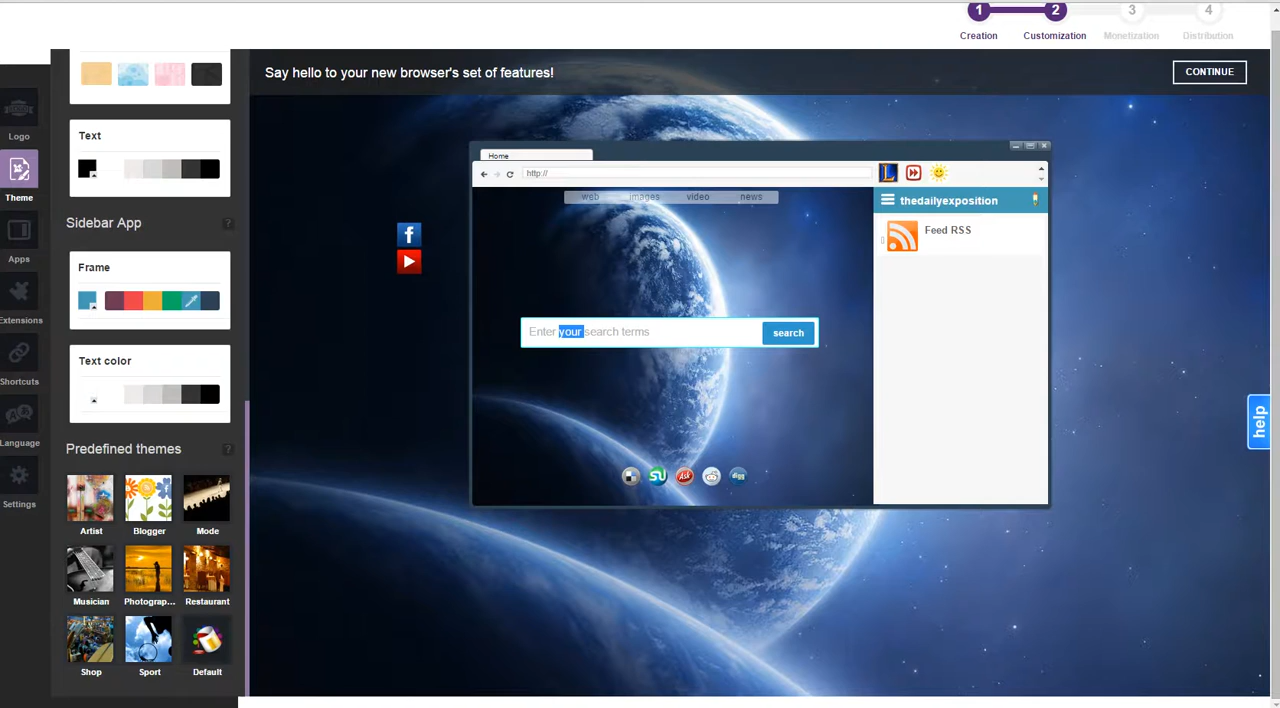 1
2
3
4
Creation
Customization
Monetization
Distribution
Say hello to your new browser's set of features!
CONTINUE
Logo
Theme
Apps
Extensions
Shortcuts
Language
Settings
Text
Sidebar App
?
Frame
Text color
Predefined themes
?
Artist
Blogger
Mode
Musician
Photograp...
Restaurant
Shop
Sport
Default
Home
http://
L
web
images
video
news
f
Enter your search terms
search
SU
Ask
digg
thedailyexposition
Feed RSS
help